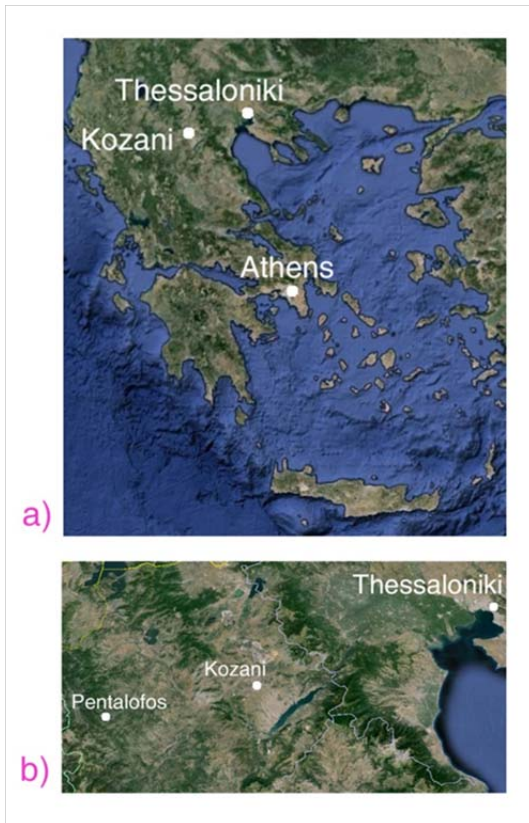 Thessaloniki
Kozani
Athens
a)
Thessaloniki
Kozani
Pentalofos
b)